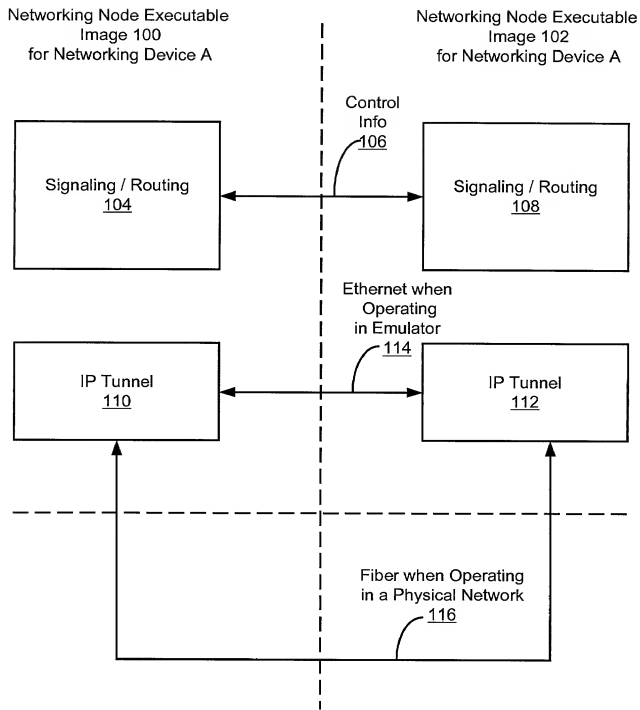 Networking Node Executable
Image 100
for Networking Device A
Networking Node Executable
Image 102
for Networking Device A
Control
Info
106
Signaling / Routing
104
Signaling / Routing
108
Ethernet when
Operating
in Emulator
114
IP Tunnel
110
IP Tunnel
112
Fiber when Operating
in a Physical Network
116